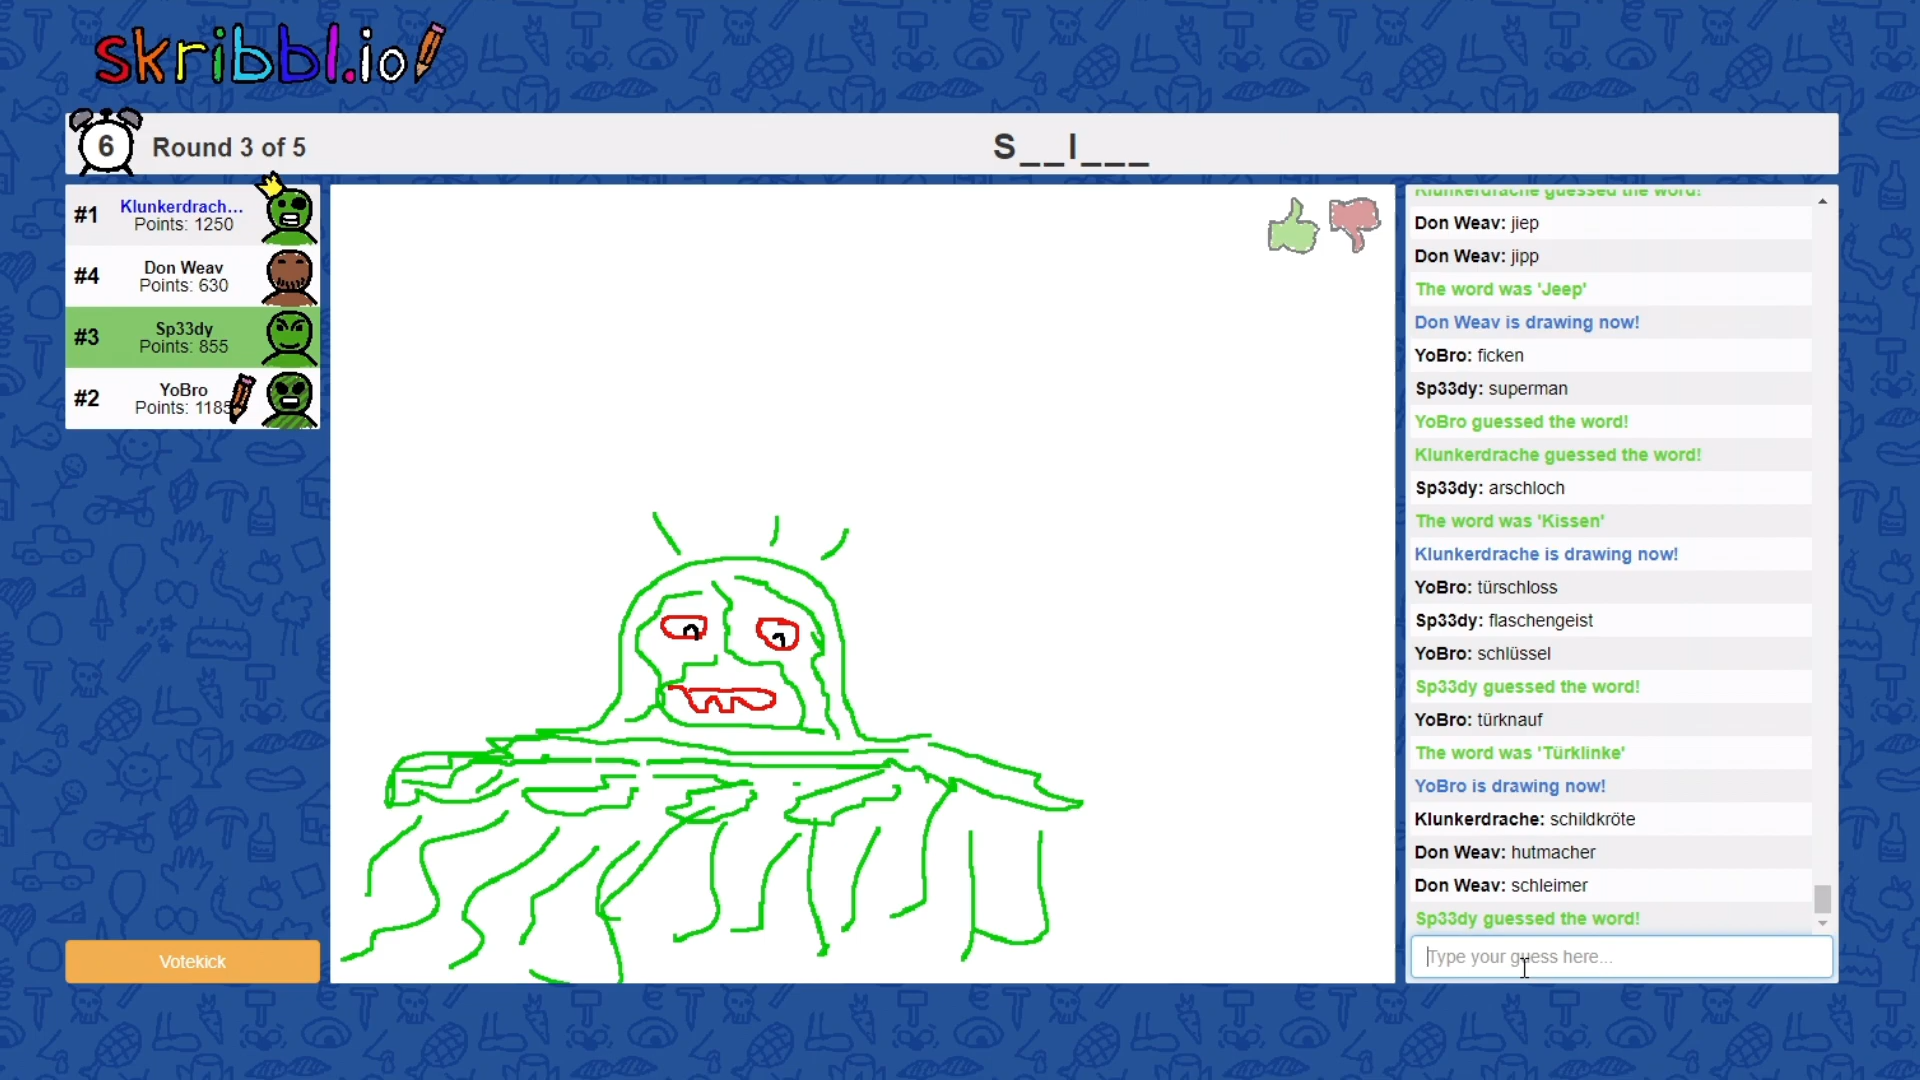 skribbl.io
6
Round 3 of 5
S__l___
#1
Klunkerdrach...
Points: 1250
#4
Don Weav
Points: 630
#3
Sp33dy
Points: 855
#2
YoBro
Points: 1185
Votekick
Klunkerdrache guessed the word!
Don Weav: jiep
Don Weav: jipp
The word was 'Jeep'
Don Weav is drawing now!
YoBro: ficken
Sp33dy: superman
YoBro guessed the word!
Klunkerdrache guessed the word!
Sp33dy: arschloch
The word was 'Kissen'
Klunkerdrache is drawing now!
YoBro: türschloss
Sp33dy: flaschengeist
YoBro: schlüssel
Sp33dy guessed the word!
YoBro: türknauf
The word was 'Türklinke'
YoBro is drawing now!
Klunkerdrache: schildkröte
Don Weav: hutmacher
Don Weav: schleimer
Sp33dy guessed the word!
Type your guess here...